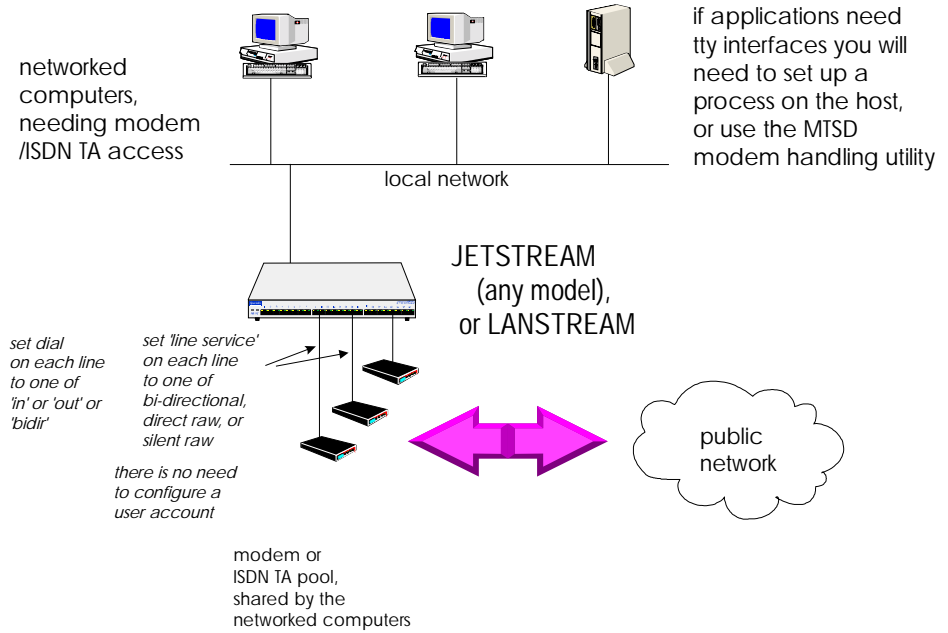 networked
computers,
needing modem
/ISDN TA access
if applications need
tty interfaces you will
need to set up a
process on the host,
or use the MTSD
modem handling utility
local network
JETSTREAM
(any model),
or LANSTREAM
set dial
on each line
to one of
'in' or 'out' or
'bidir'
set 'line service'
on each line
to one of
bi-directional,
direct raw, or
silent raw
there is no need
to configure a
user account
public
network
modem or
ISDN TA pool,
shared by the
networked computers